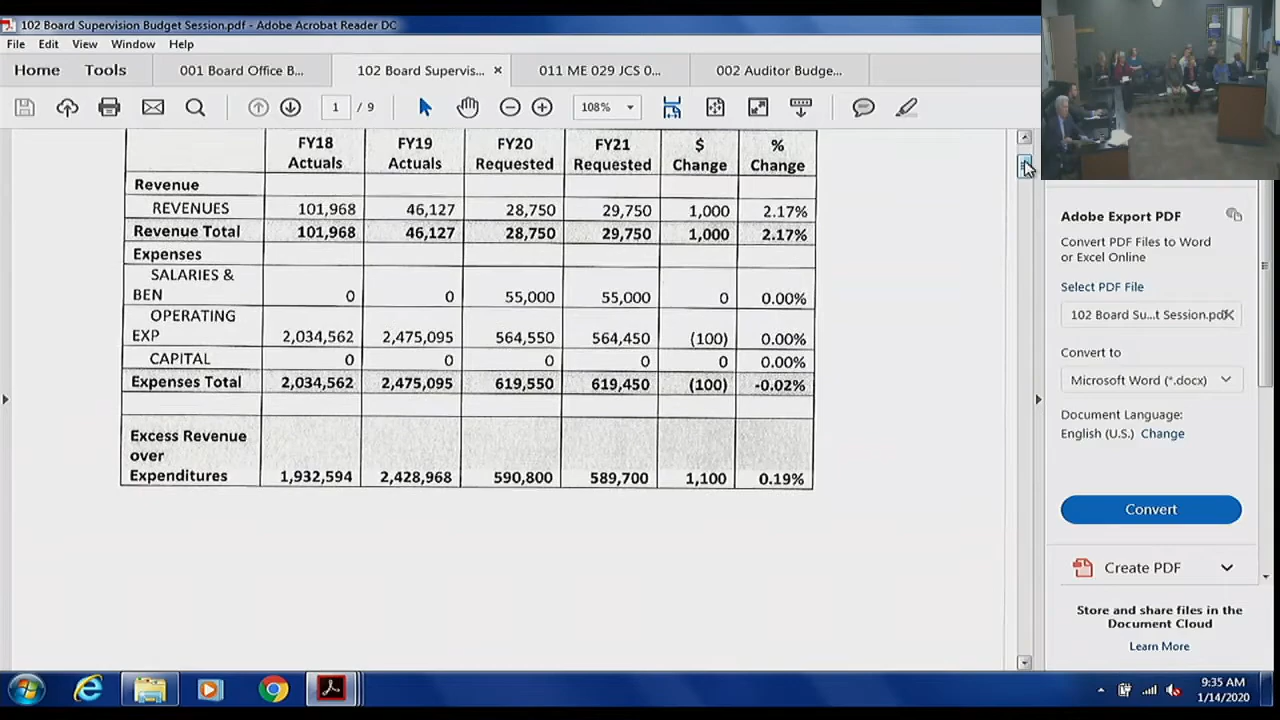 102 Board Supervision Budget Session.pdf - Adobe Acrobat Reader DC
File Edit View Window Help
Home Tools 001 Board Office B... 102 Board Supervis... × 011 ME 029 JCS 0... 002 Auditor Budge...
1 / 9 108%
FY18 Actuals FY19 Actuals FY20 Requested FY21 Requested $ Change % Change
Revenue
REVENUES 101,968 46,127 28,750 29,750 1,000 2.17%
Revenue Total 101,968 46,127 28,750 29,750 1,000 2.17%
Expenses
SALARIES &
BEN 0 0 55,000 55,000 0 0.00%
OPERATING
EXP 2,034,562 2,475,095 564,550 564,450 (100) 0.00%
CAPITAL 0 0 0 0 0 0.00%
Expenses Total 2,034,562 2,475,095 619,550 619,450 (100) -0.02%
Excess Revenue
over
Expenditures 1,932,594 2,428,968 590,800 589,700 1,100 0.19%
Adobe Export PDF
Convert PDF Files to Word
or Excel Online
Select PDF File
102 Board Su...t Session.pdf
Convert to
Microsoft Word (*.docx)
Document Language:
English (U.S.) Change
Convert
Create PDF
Store and share files in the
Document Cloud
Learn More
9:35 AM
1/14/2020